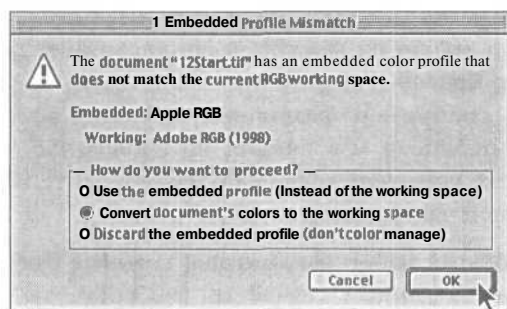 1 Embedded Profile Mismatch
The document "12Start.tif" has an embedded color profile that
does not match the current RGB working space.
Embedded: Apple RGB
Working: Adobe RGB (1998)
How do you want to proceed?
O Use the embedded profile (Instead of the working space)
Convert document's colors to the working space
O Discard the embedded profile (don't color manage)
Cancel
OK